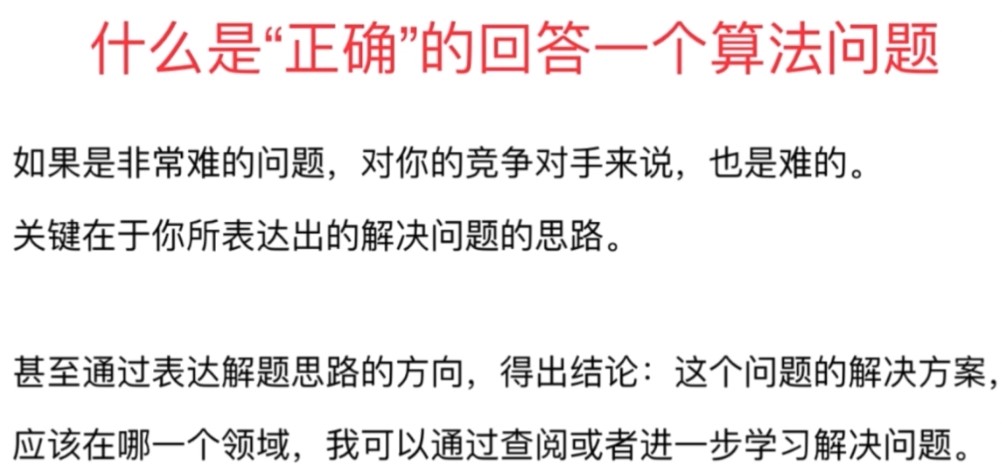 什么是“正确”的回答一个算法问题
如果是非常难的问题，对你的竞争对手来说，也是难的。
关键在于你所表达出的解决问题的思路。
甚至通过表达解题思路的方向，得出结论：这个问题的解决方案，
应该在哪一个领域，我可以通过查阅或者进一步学习解决问题。